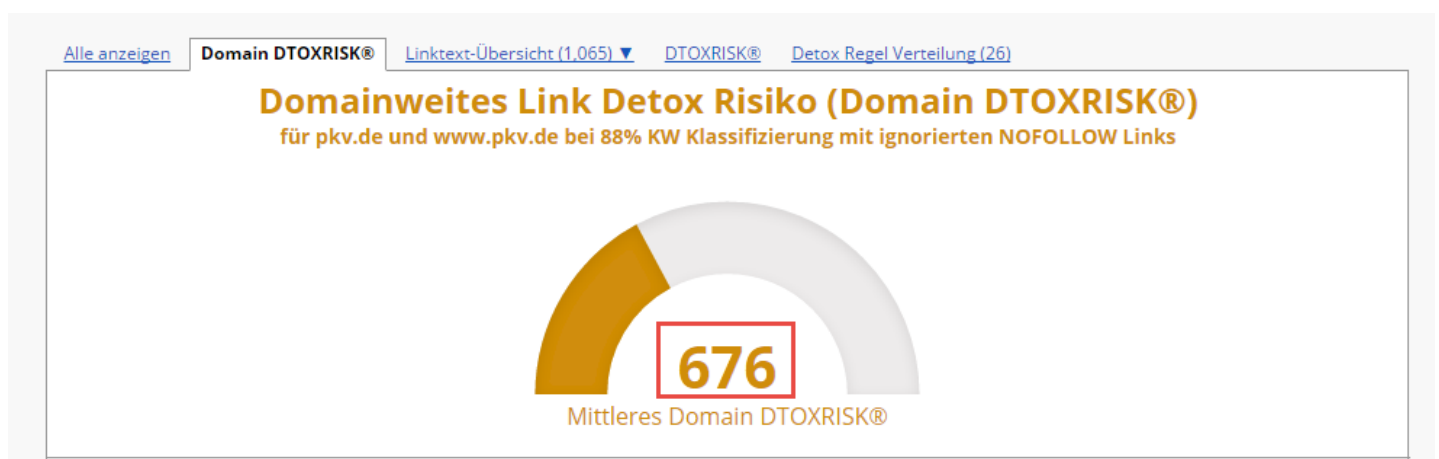 Alle anzeigen Domain DTOXRISK® Linktext-Übersicht (1,065) ▼ DTOXRISK® Detox Regel Verteilung (26)
Domainweites Link Detox Risiko (Domain DTOXRISK®)
für pkv.de und www.pkv.de bei 88% KW Klassifizierung mit ignorierten NOFOLLOW Links
676
Mittleres Domain DTOXRISK®